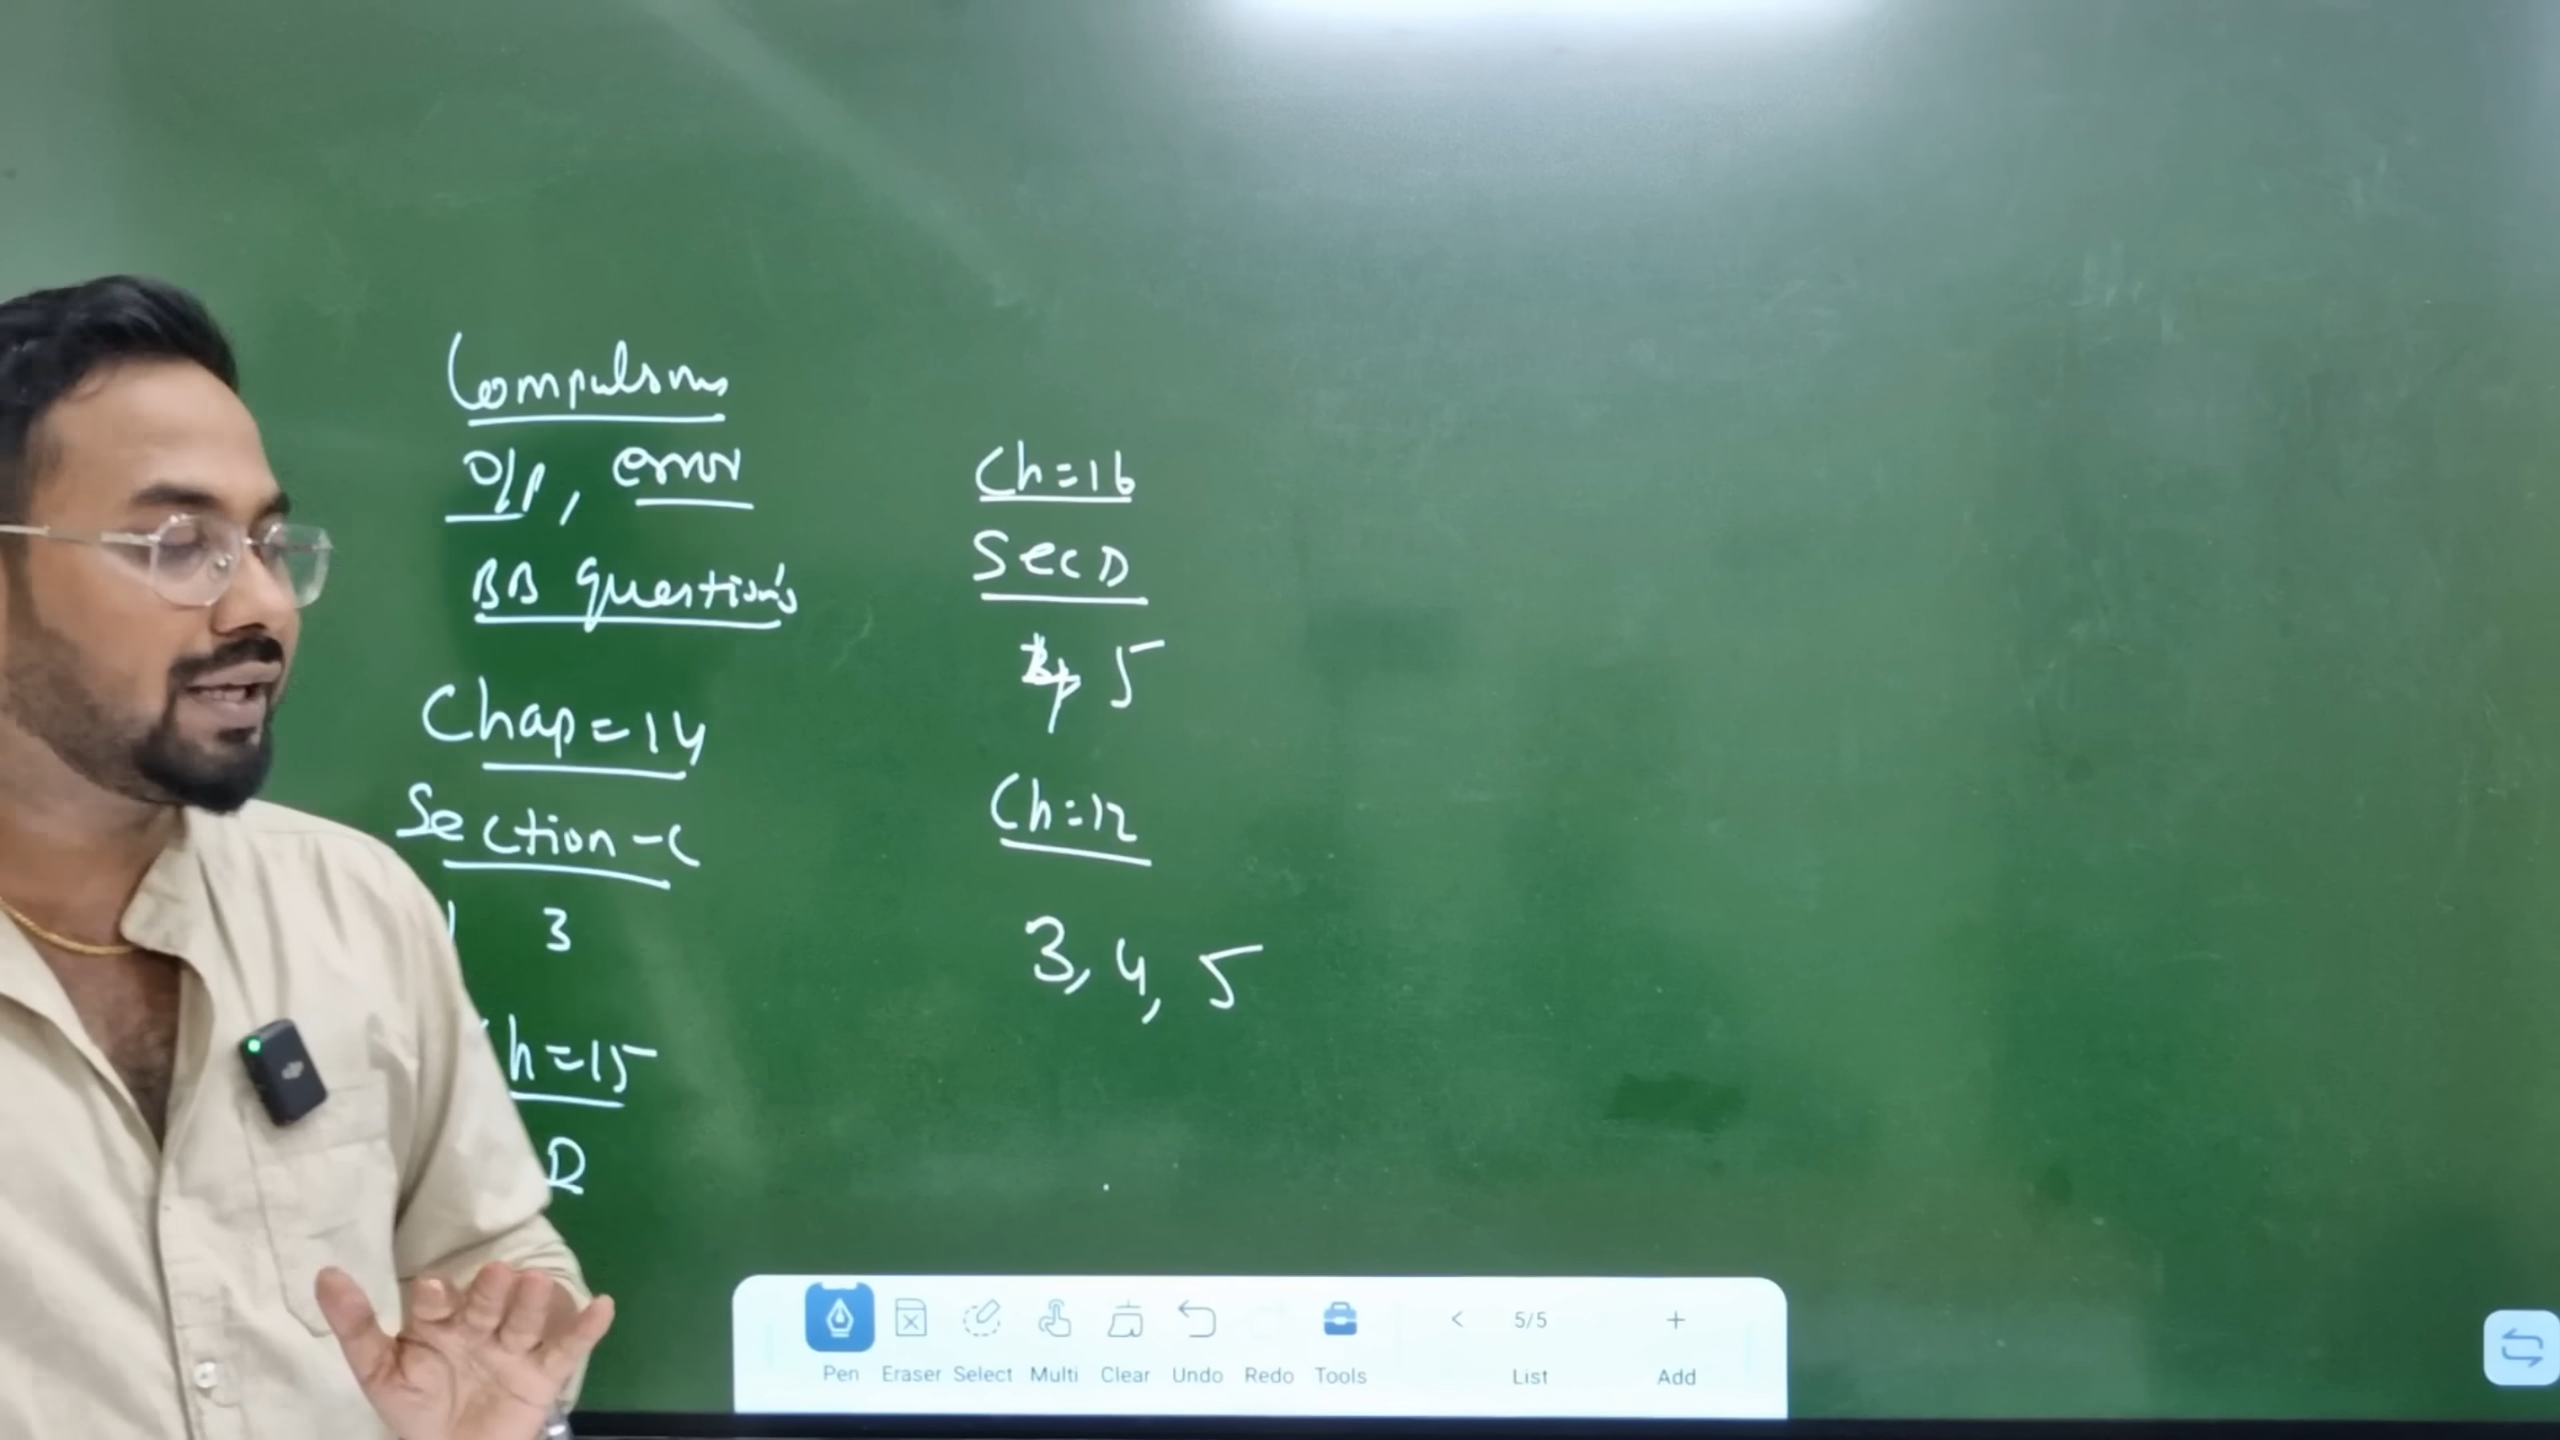 Compulsory
O/P, error
BB question's
Chap=14
Section-C
3
h=15
D
Ch=16
Sec D
5
Ch=12
3, 4, 5
Pen Eraser Select Multi Clear Undo Redo Tools < 5/5 List + Add